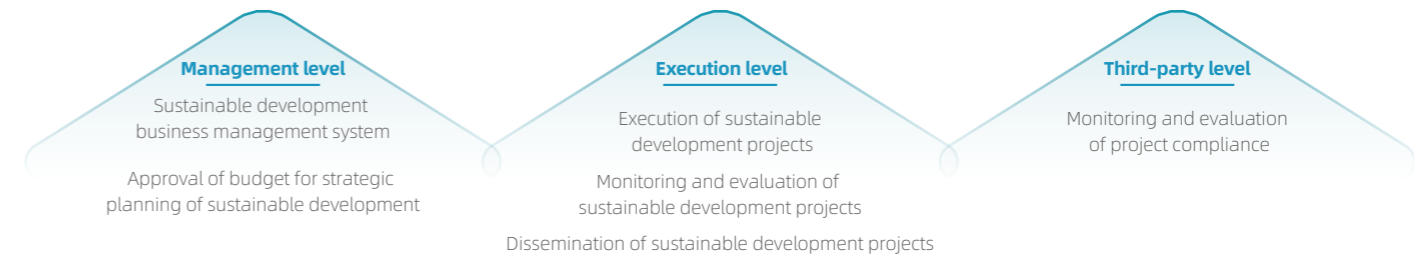 Management level
Sustainable development
business management system
Approval of budget for strategic
planning of sustainable development
Execution level
Execution of sustainable
development projects
Monitoring and evaluation of
sustainable development projects
Dissemination of sustainable development projects
Third-party level
Monitoring and evaluation
of project compliance